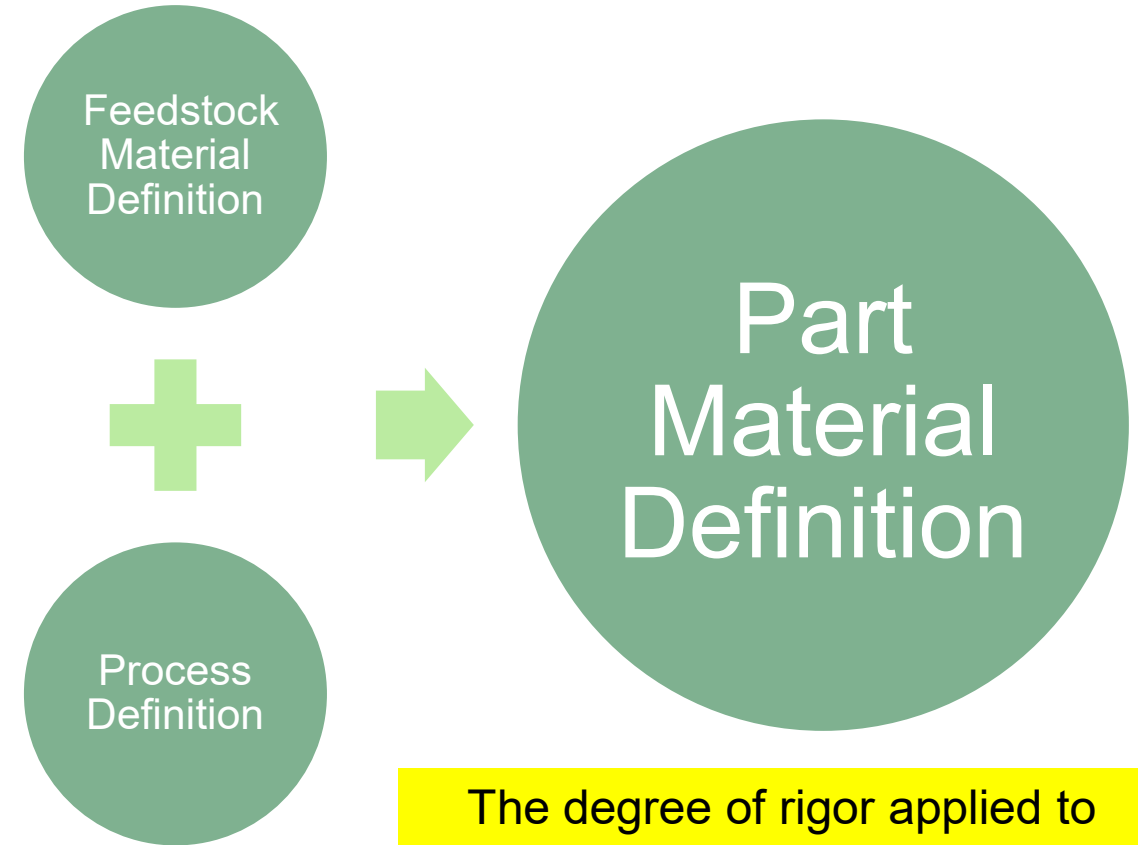 Feedstock
Material
Definition
Process
Definition
Part
Material
Definition
The degree of rigor applied to